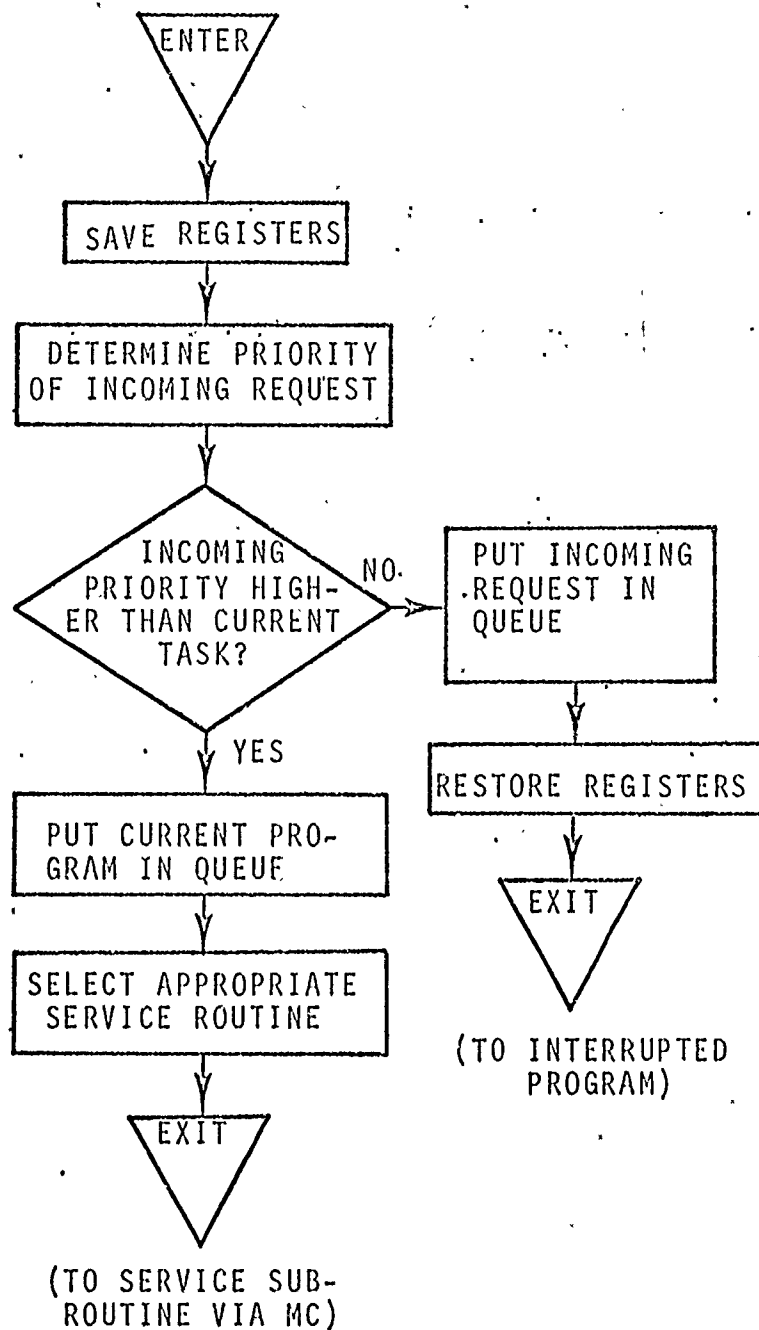 ENTER
SAVE REGISTERS
DETERMINE PRIORITY
OF INCOMING REQUEST
INCOMING
PRIORITY HIGH-
ER THAN CURRENT
TASK?
NO
PUT INCOMING
REQUEST IN
QUEUE
RESTORE REGISTERS
EXIT
(TO INTERRUPTED
PROGRAM)
YES
PUT CURRENT PRO-
GRAM IN QUEUE
SELECT APPROPRIATE
SERVICE ROUTINE
EXIT
(TO SERVICE SUB-
ROUTINE VIA MC)